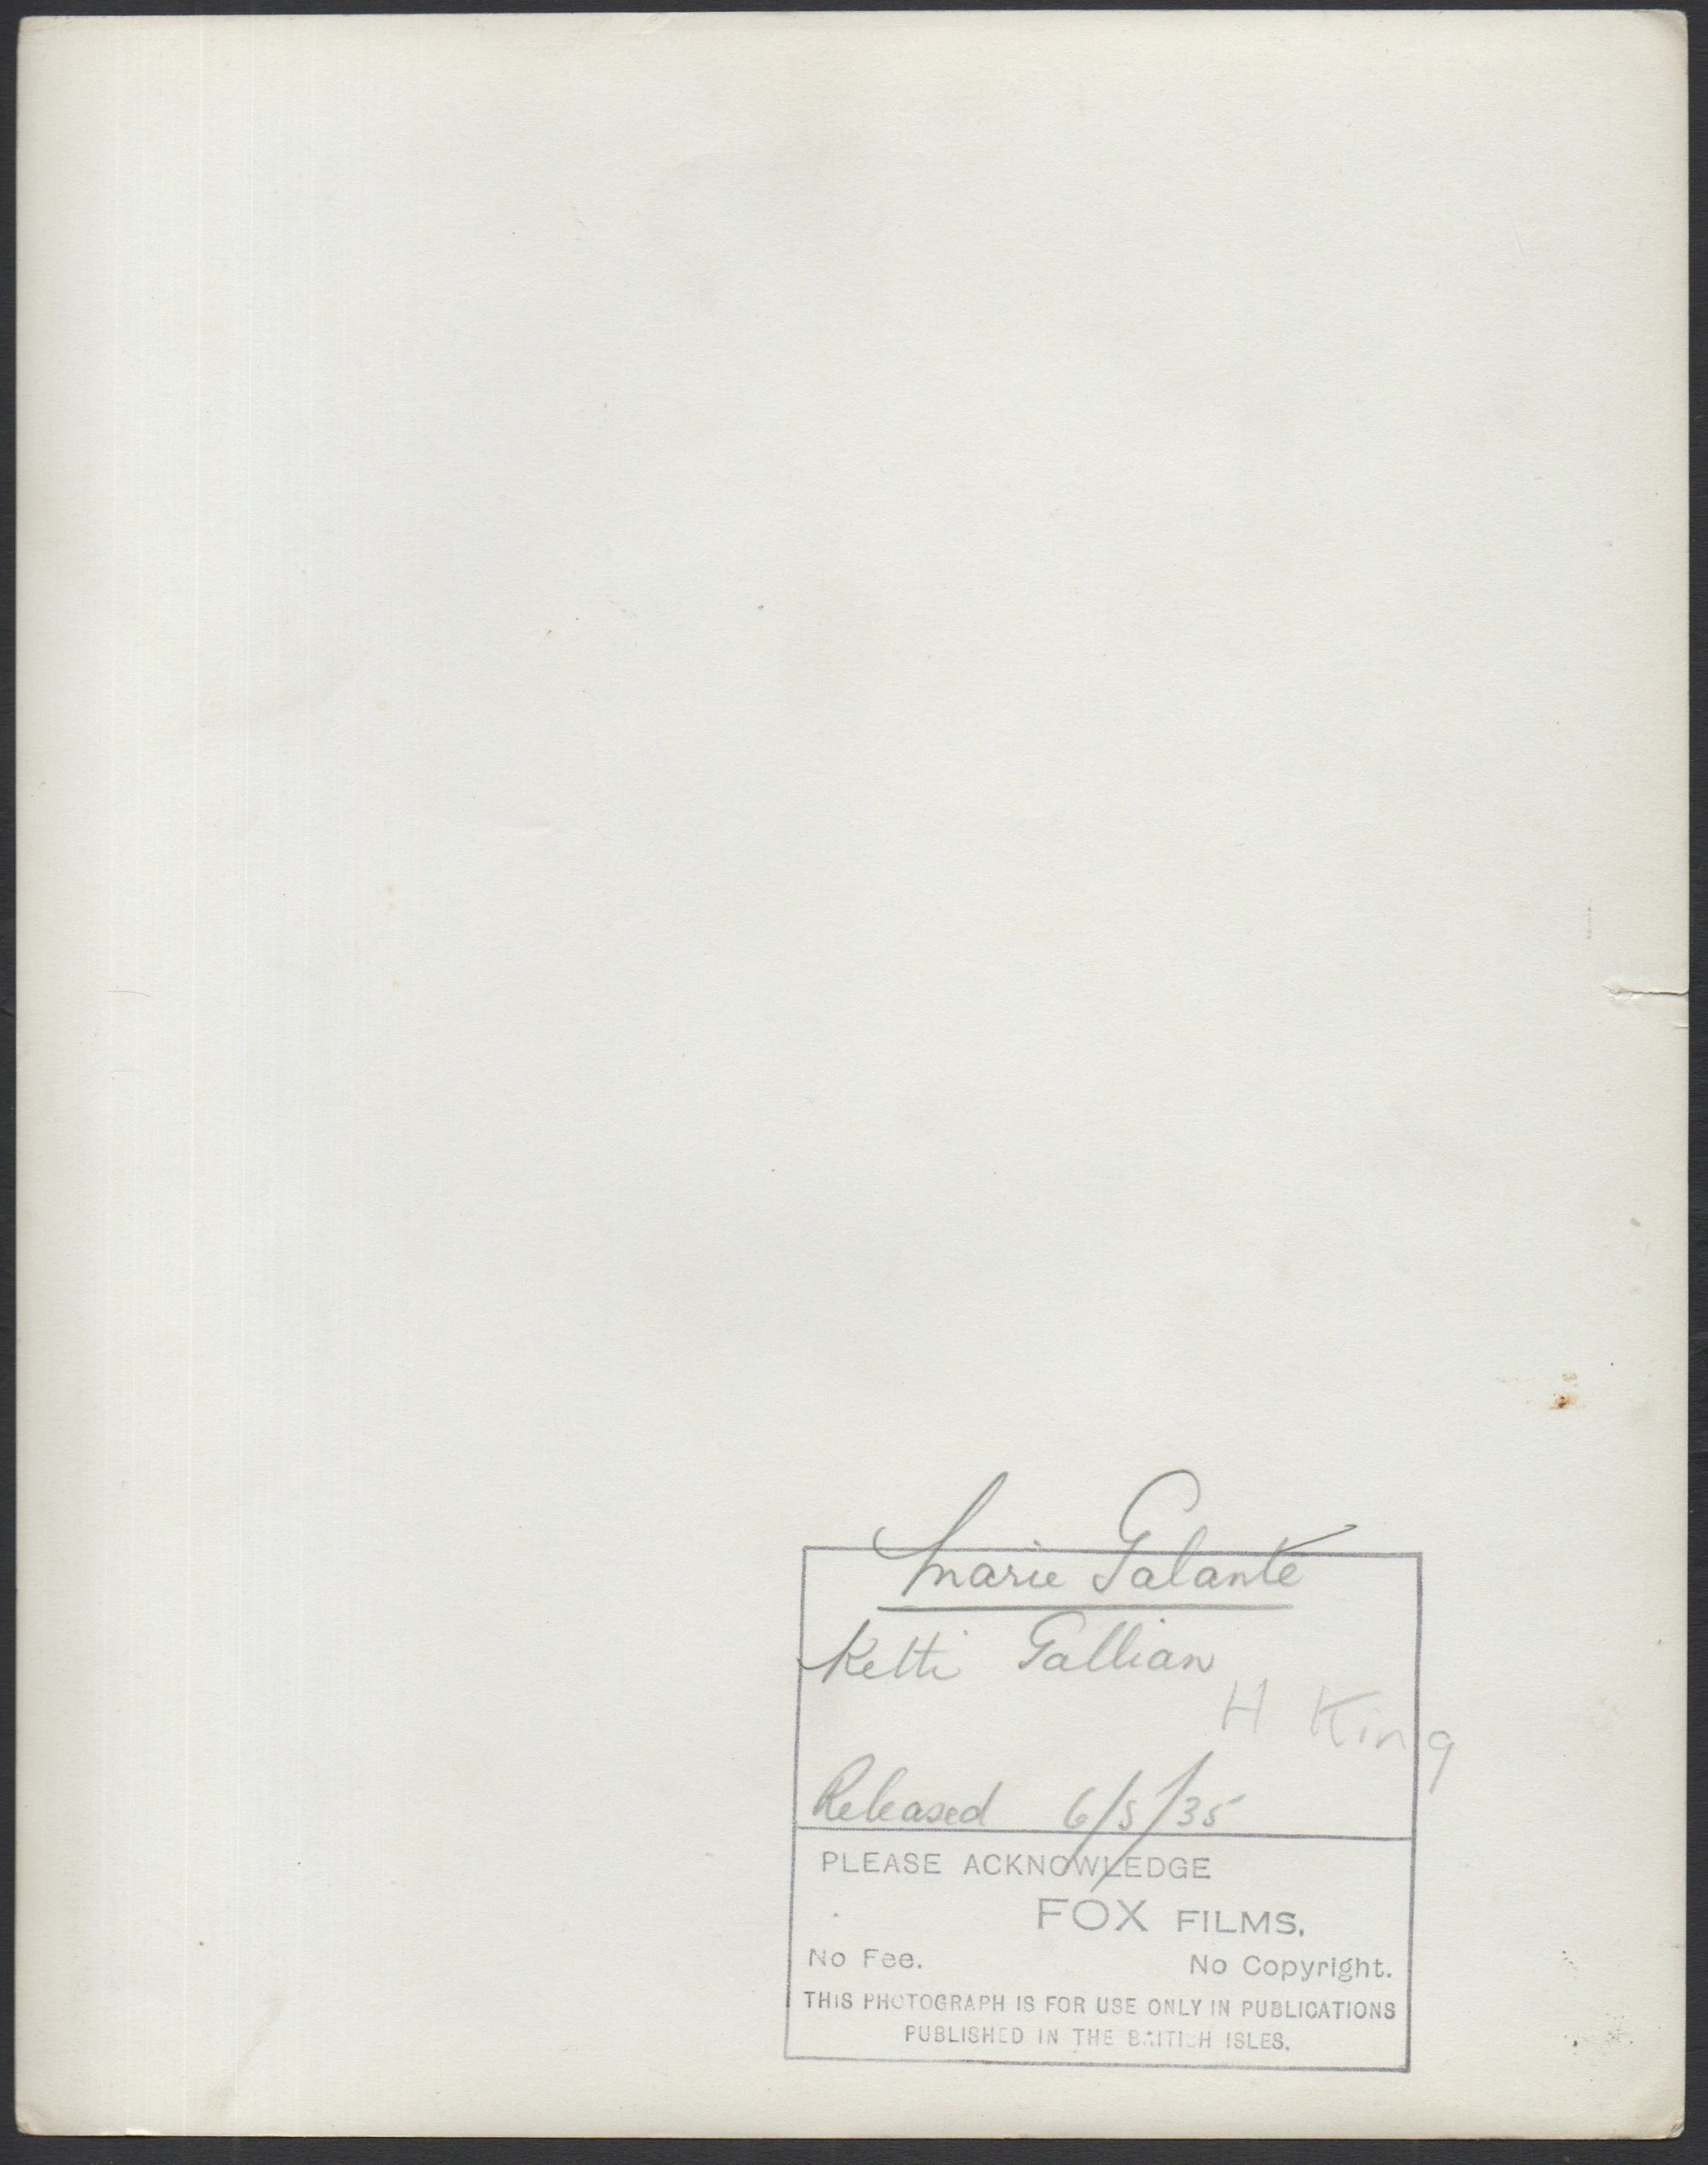 Marie Galante
Ketti Gallian
H King
Released 6/5/35
PLEASE ACKNOWLEDGE
FOX FILMS.
No Fee. No Copyright.
THIS PHOTOGRAPH IS FOR USE ONLY IN PUBLICATIONS
PUBLISHED IN THE BRITISH ISLES.